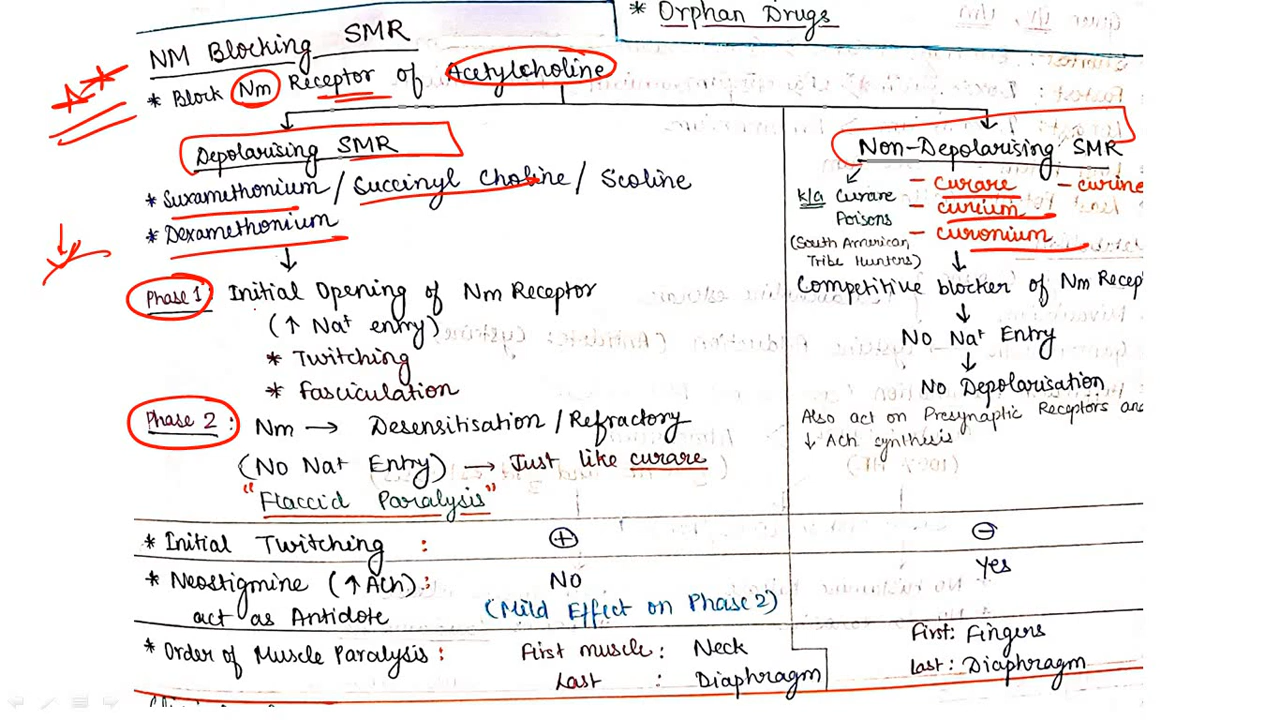 * Orphan Drugs
NM Blocking SMR
* Block Nm Receptor of Acetylcholine
Depolarising SMR
* Suxamethonium / Succinyl Choline / Scoline
* Dexamethonium
Phase 1: Initial Opening of Nm Receptor
(↑ Na+ entry)
* Twitching
* Fasciculation
Phase 2: Nm → Desensitisation / Refractory
(No Na+ Entry) → Just like curare
"Flaccid Paralysis"
Non-Depolarising SMR
k/a Curare Poisons
(South American Tribe Hunters)
- curare - curine
- curium
- curonium
Competitive blocker of Nm Recep
No Na+ Entry
No Depolarisation
Also act on Presynaptic Receptors and
↓ Ach synthesis
* Initial Twitching : ⊕ ⊖
* Neostigmine (↑ Ach) : No Yes
act as Antidote (Mild Effect on Phase 2)
* Order of Muscle Paralysis : First muscle : Neck First : Fingers
Last : Diaphragm Last : Diaphragm